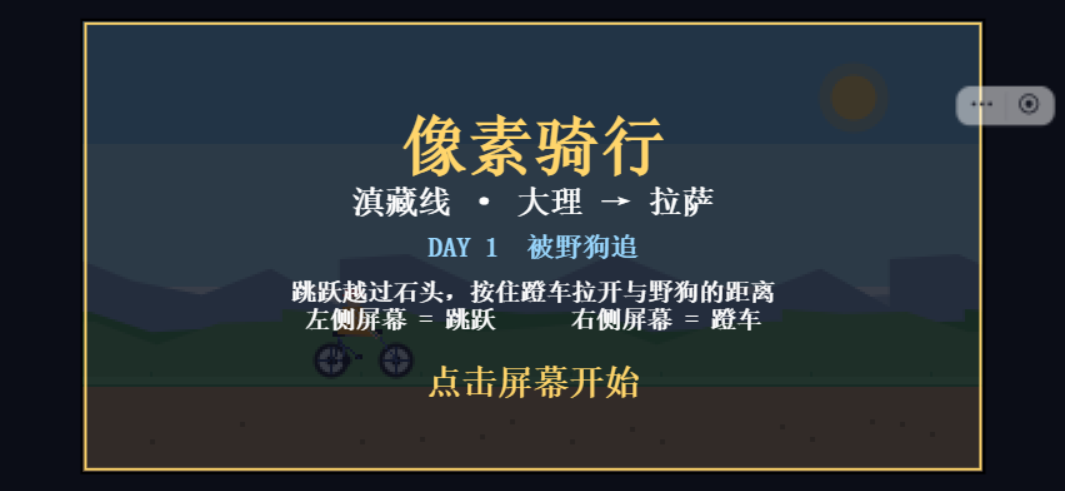 像素骑行
滇藏线 · 大理 → 拉萨
DAY 1 被野狗追
跳跃越过石头，按住蹬车拉开与野狗的距离
左侧屏幕 = 跳跃 右侧屏幕 = 蹬车
点击屏幕开始